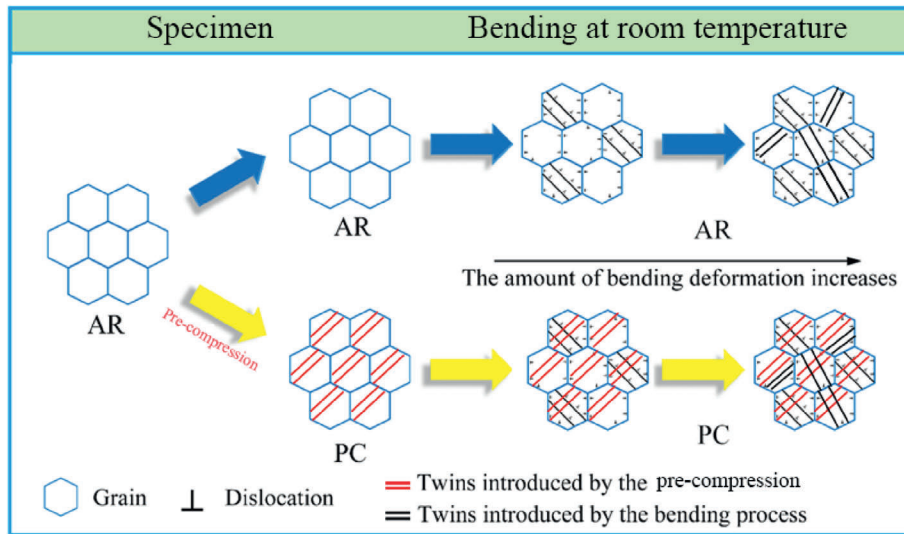 Specimen
Bending at room temperature
AR
AR
AR
The amount of bending deformation increases
Pre-compression
PC
PC
Grain
Dislocation
Twins introduced by the pre-compression
Twins introduced by the bending process